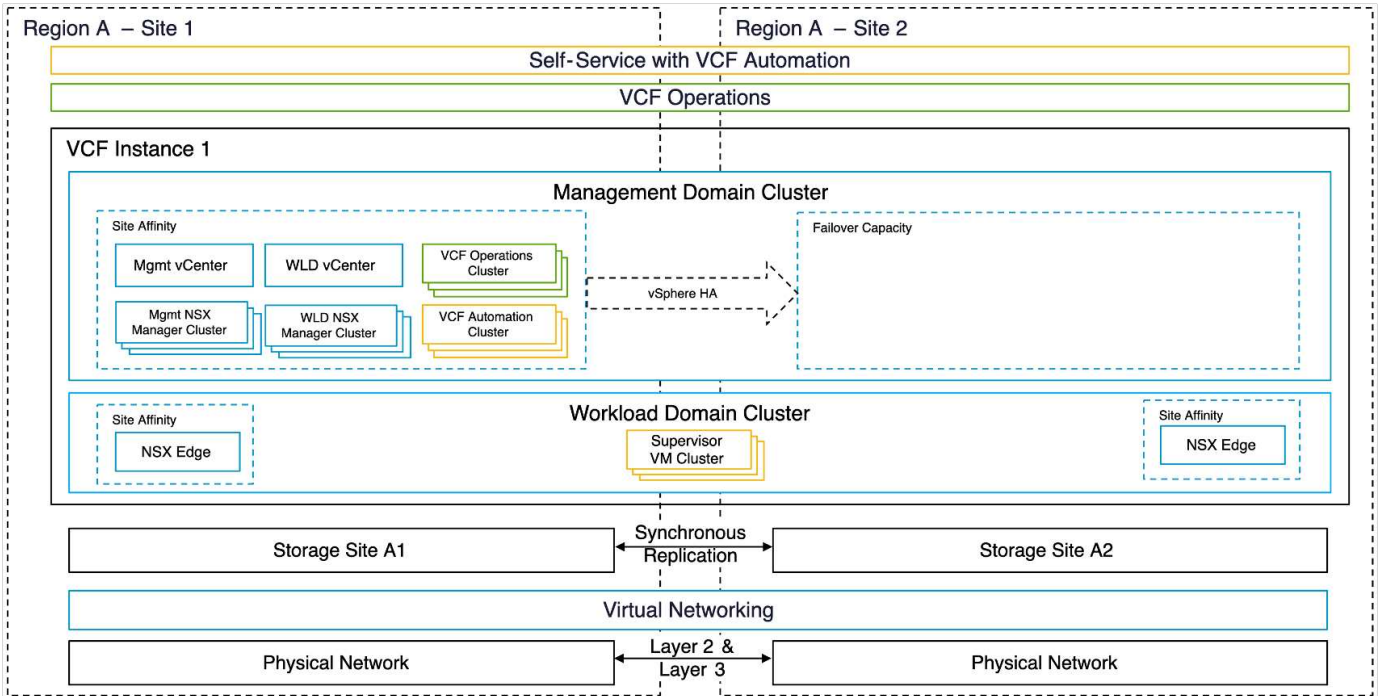 Region A – Site 1
Region A – Site 2
Self-Service with VCF Automation
VCF Operations
VCF Instance 1
Management Domain Cluster
Site Affinity
Failover Capacity
Mgmt vCenter
WLD vCenter
VCF Operations
Cluster
vSphere HA
Mgmt NSX
Manager Cluster
WLD NSX
Manager Cluster
VCF Automation
Cluster
Workload Domain Cluster
Site Affinity
NSX Edge
Supervisor
VM Cluster
Site Affinity
NSX Edge
Storage Site A1
Synchronous
Replication
Storage Site A2
Virtual Networking
Physical Network
Layer 2 &
Layer 3
Physical Network